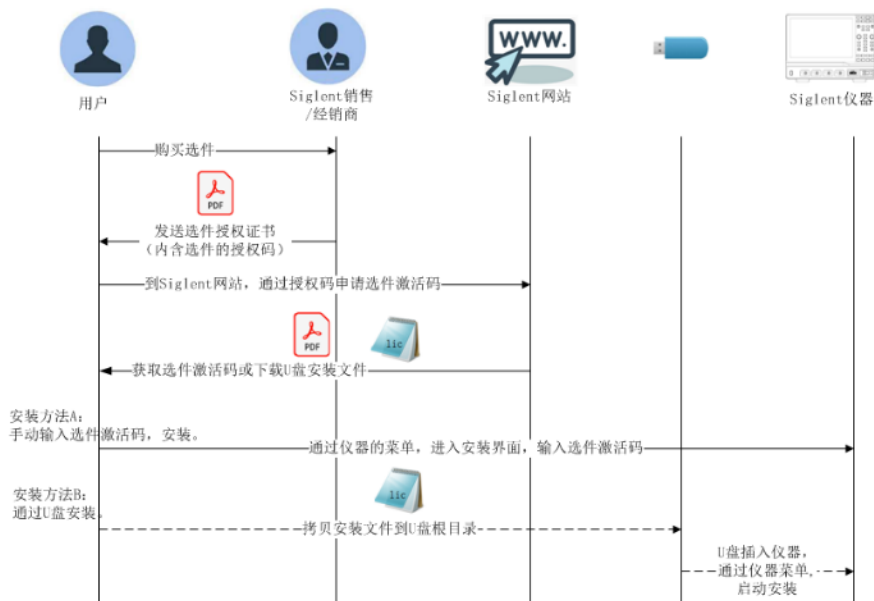 用户
Siglent销售
/经销商
WWW.
Siglent网站
Siglent仪器
购买选件
PDF
发送选件授权证书
（内含选件的授权码）
到Siglent网站，通过授权码申请选件激活码
PDF
lic
获取选件激活码或下载U盘安装文件
安装方法A：
手动输入选件激活码，安装。
通过仪器的菜单，进入安装界面，输入选件激活码
安装方法B：
通过U盘安装。
lic
拷贝安装文件到U盘根目录
U盘插入仪器，
通过仪器菜单，
启动安装